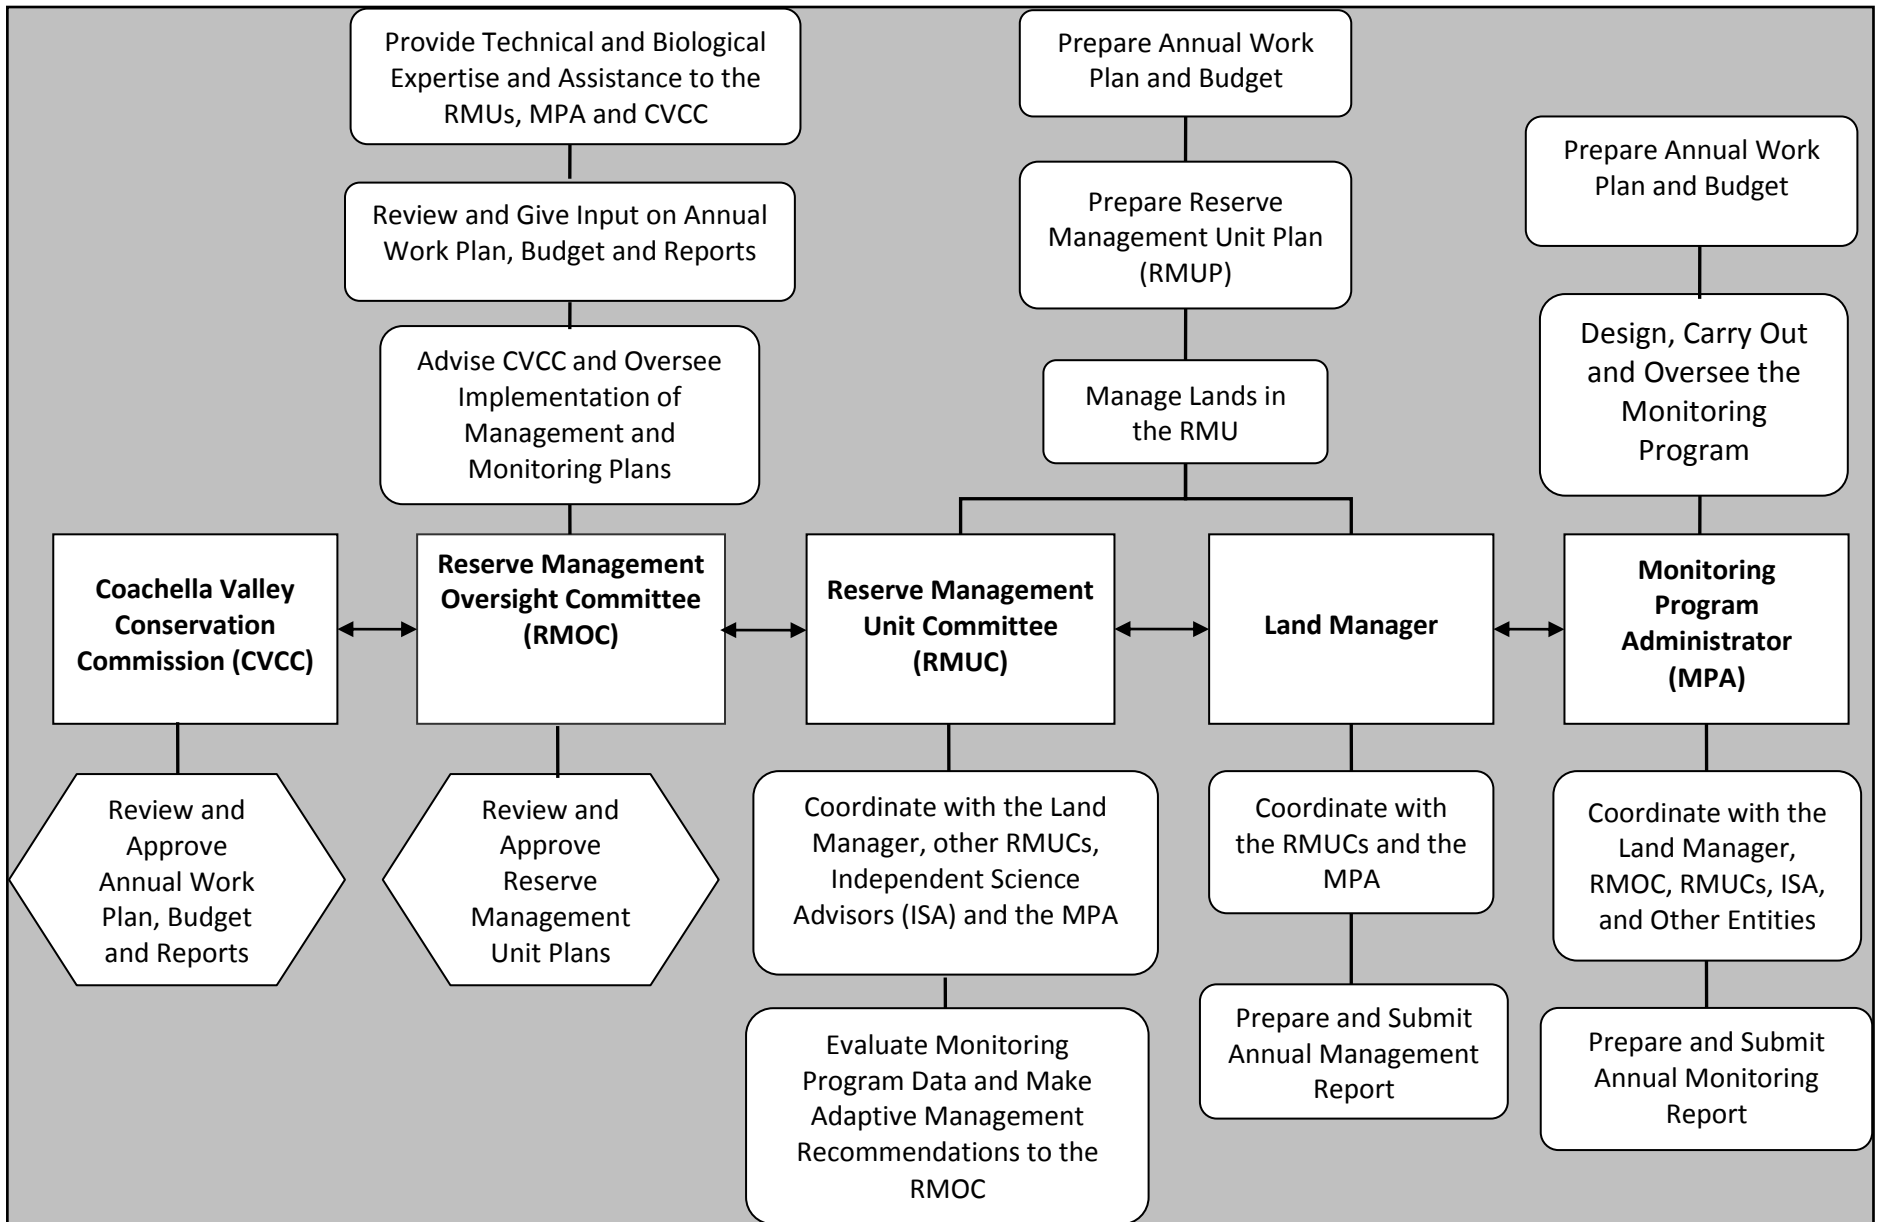 Provide Technical and Biological
Expertise and Assistance to the
RMUs, MPA and CVCC
Prepare Annual Work
Plan and Budget
Prepare Annual Work
Plan and Budget
Review and Give Input on Annual
Work Plan, Budget and Reports
Prepare Reserve
Management Unit Plan
(RMUP)
Design, Carry Out
and Oversee the
Monitoring
Program
Advise CVCC and Oversee
Implementation of
Management and
Monitoring Plans
Manage Lands in
the RMU
Coachella Valley
Conservation
Commission (CVCC)
Reserve Management
Oversight Committee
(RMOC)
Reserve Management
Unit Committee
(RMUC)
Land Manager
Monitoring
Program
Administrator
(MPA)
Review and
Approve
Annual Work
Plan, Budget
and Reports
Review and
Approve
Reserve
Management
Unit Plans
Coordinate with the Land
Manager, other RMUCs,
Independent Science
Advisors (ISA) and the MPA
Coordinate with
the RMUCs and the
MPA
Coordinate with the
Land Manager,
RMOC, RMUCs, ISA,
and Other Entities
Evaluate Monitoring
Program Data and Make
Adaptive Management
Recommendations to the
RMOC
Prepare and Submit
Annual Management
Report
Prepare and Submit
Annual Monitoring
Report